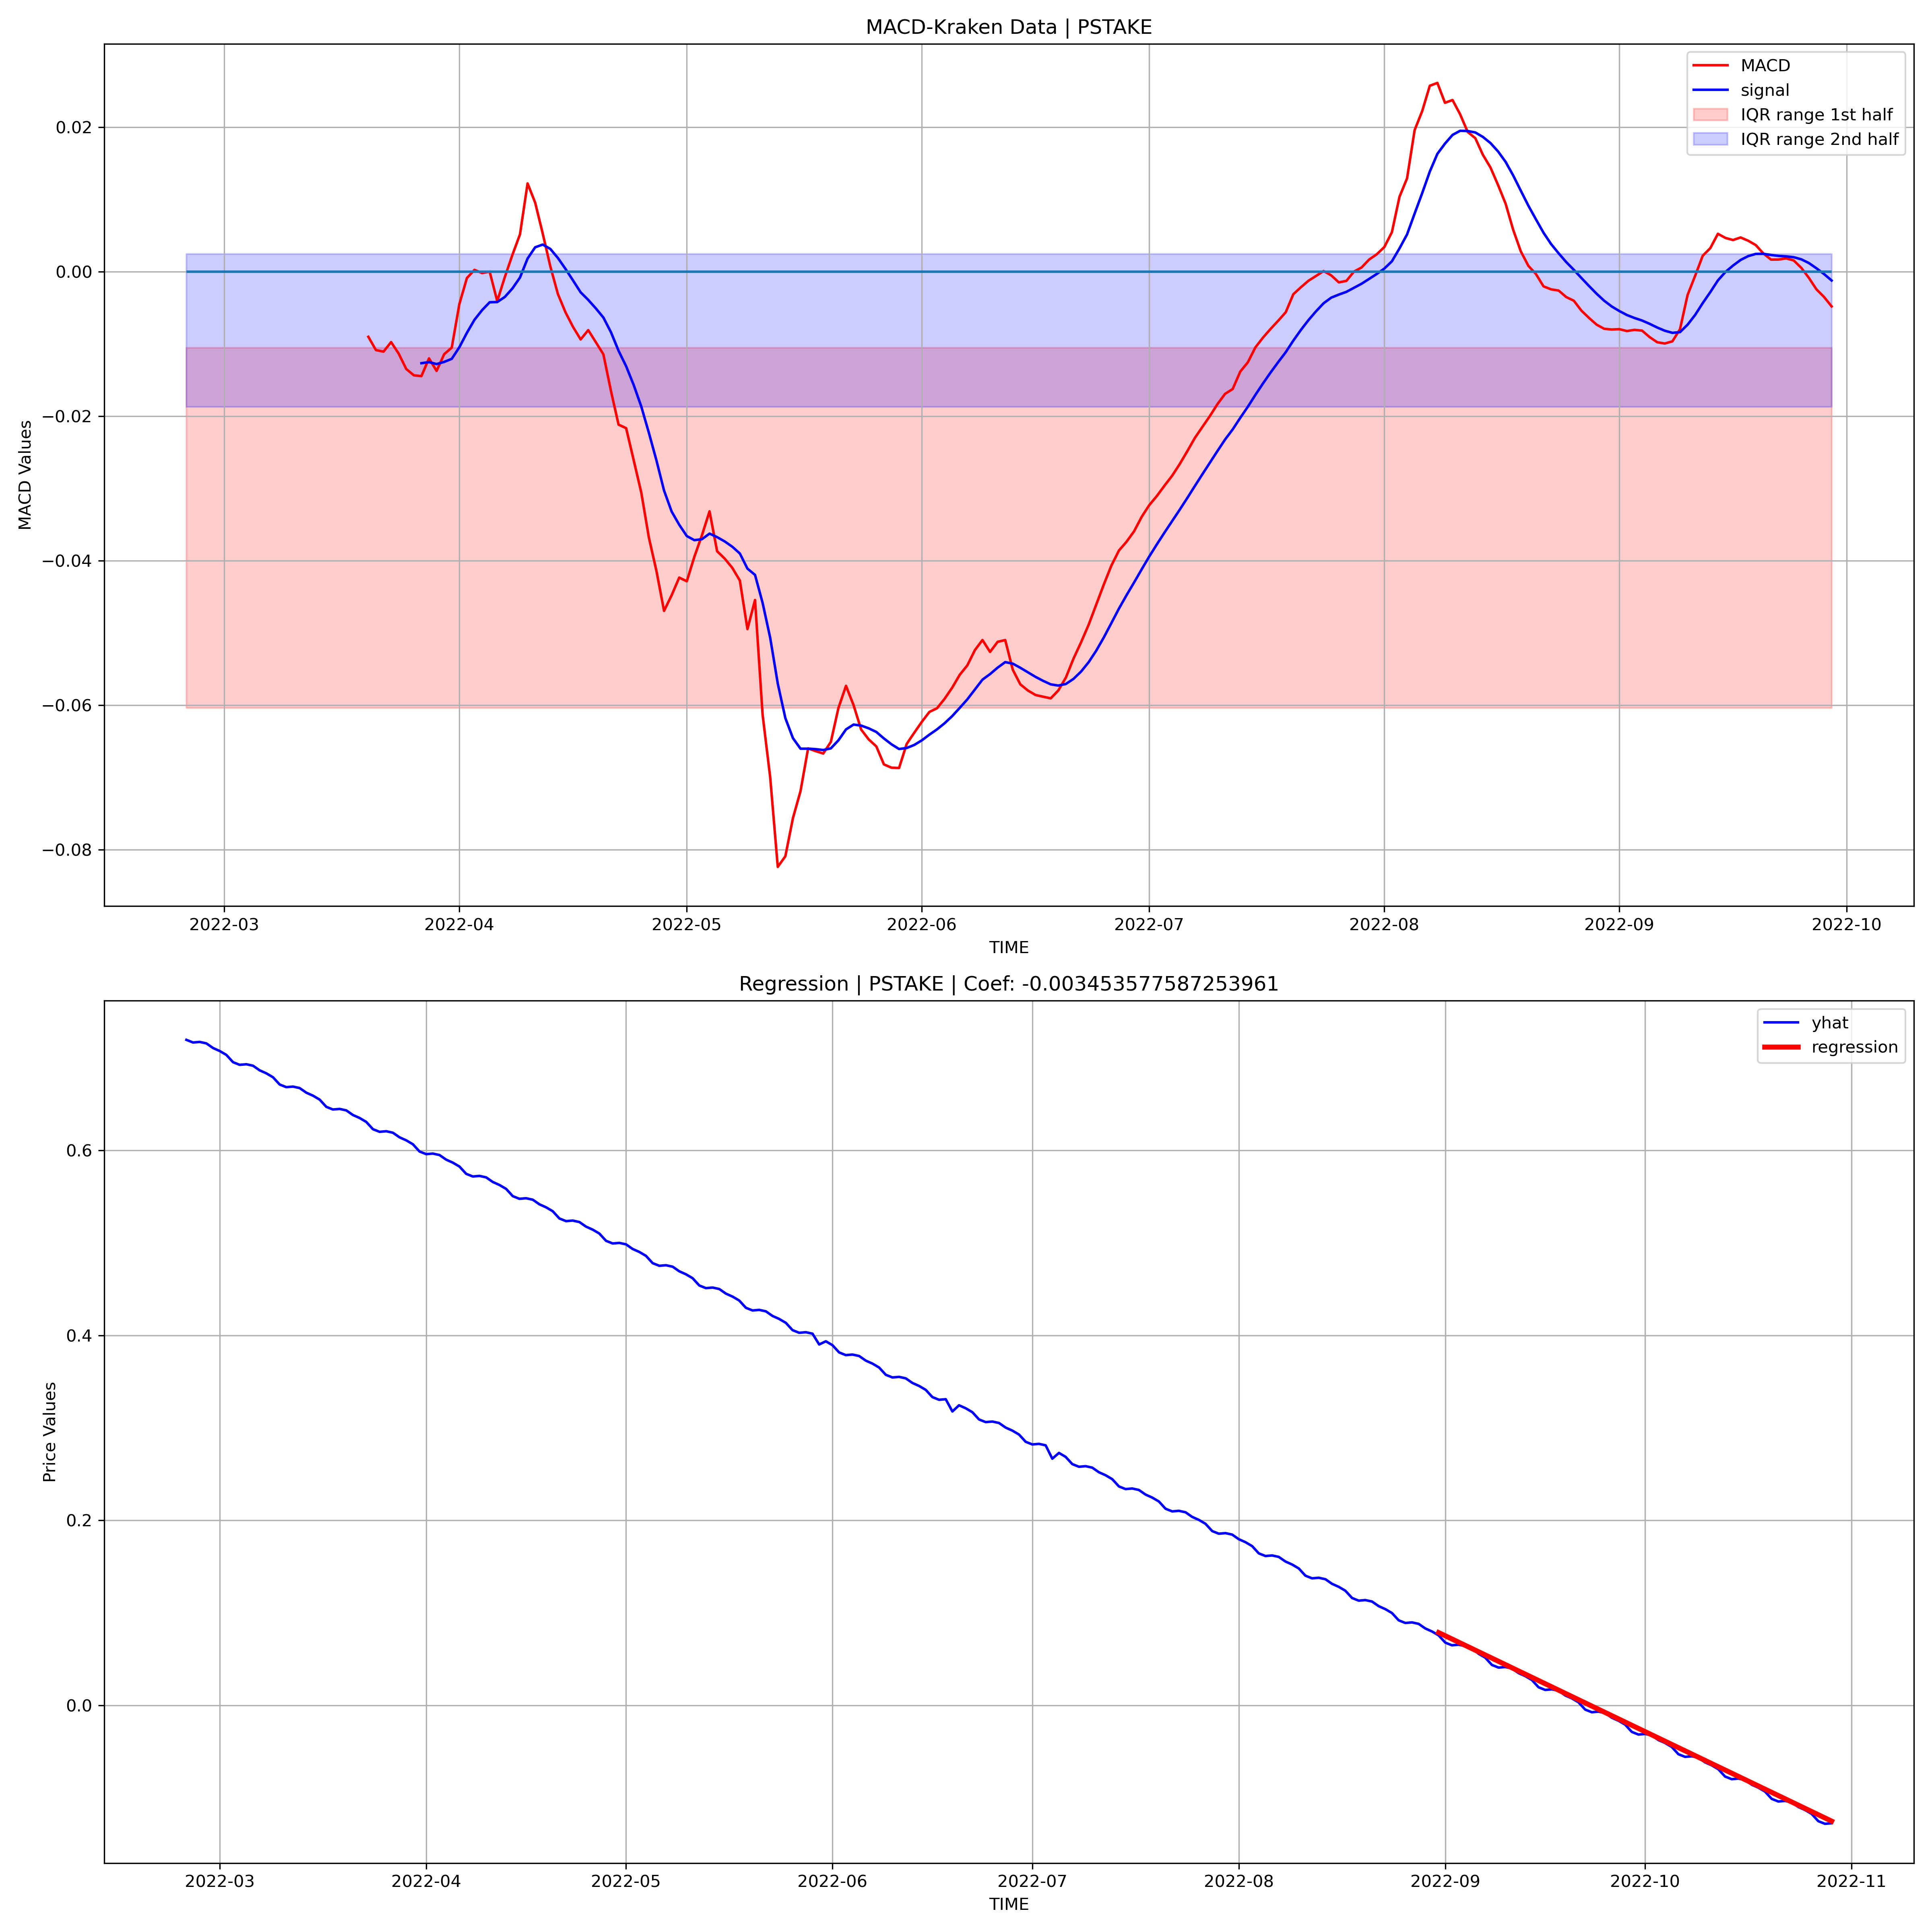 MACD-Kraken Data | PSTAKE
MACD
signal
IQR range 1st half
IQR range 2nd half
0.02
0.00
−0.02
−0.04
−0.06
−0.08
MACD Values
2022-03 2022-04 2022-05 2022-06 2022-07 2022-08 2022-09 2022-10
TIME
Regression | PSTAKE | Coef: -0.003453577587253961
yhat
regression
0.6
0.4
0.2
0.0
Price Values
2022-03 2022-04 2022-05 2022-06 2022-07 2022-08 2022-09 2022-10 2022-11
TIME